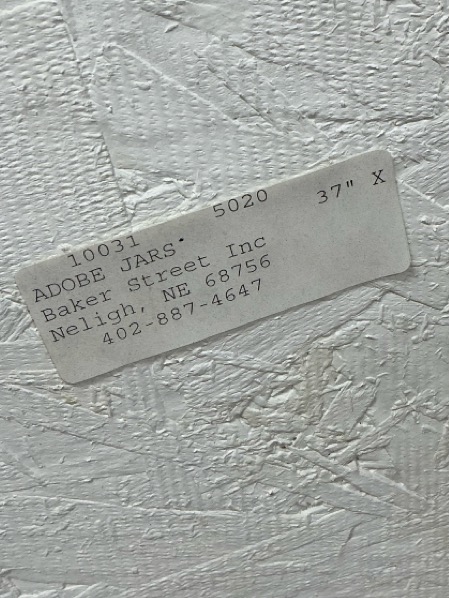 10031 5020 37" X
ADOBE JARS
Baker Street Inc
Neligh, NE 68756
402-887-4647